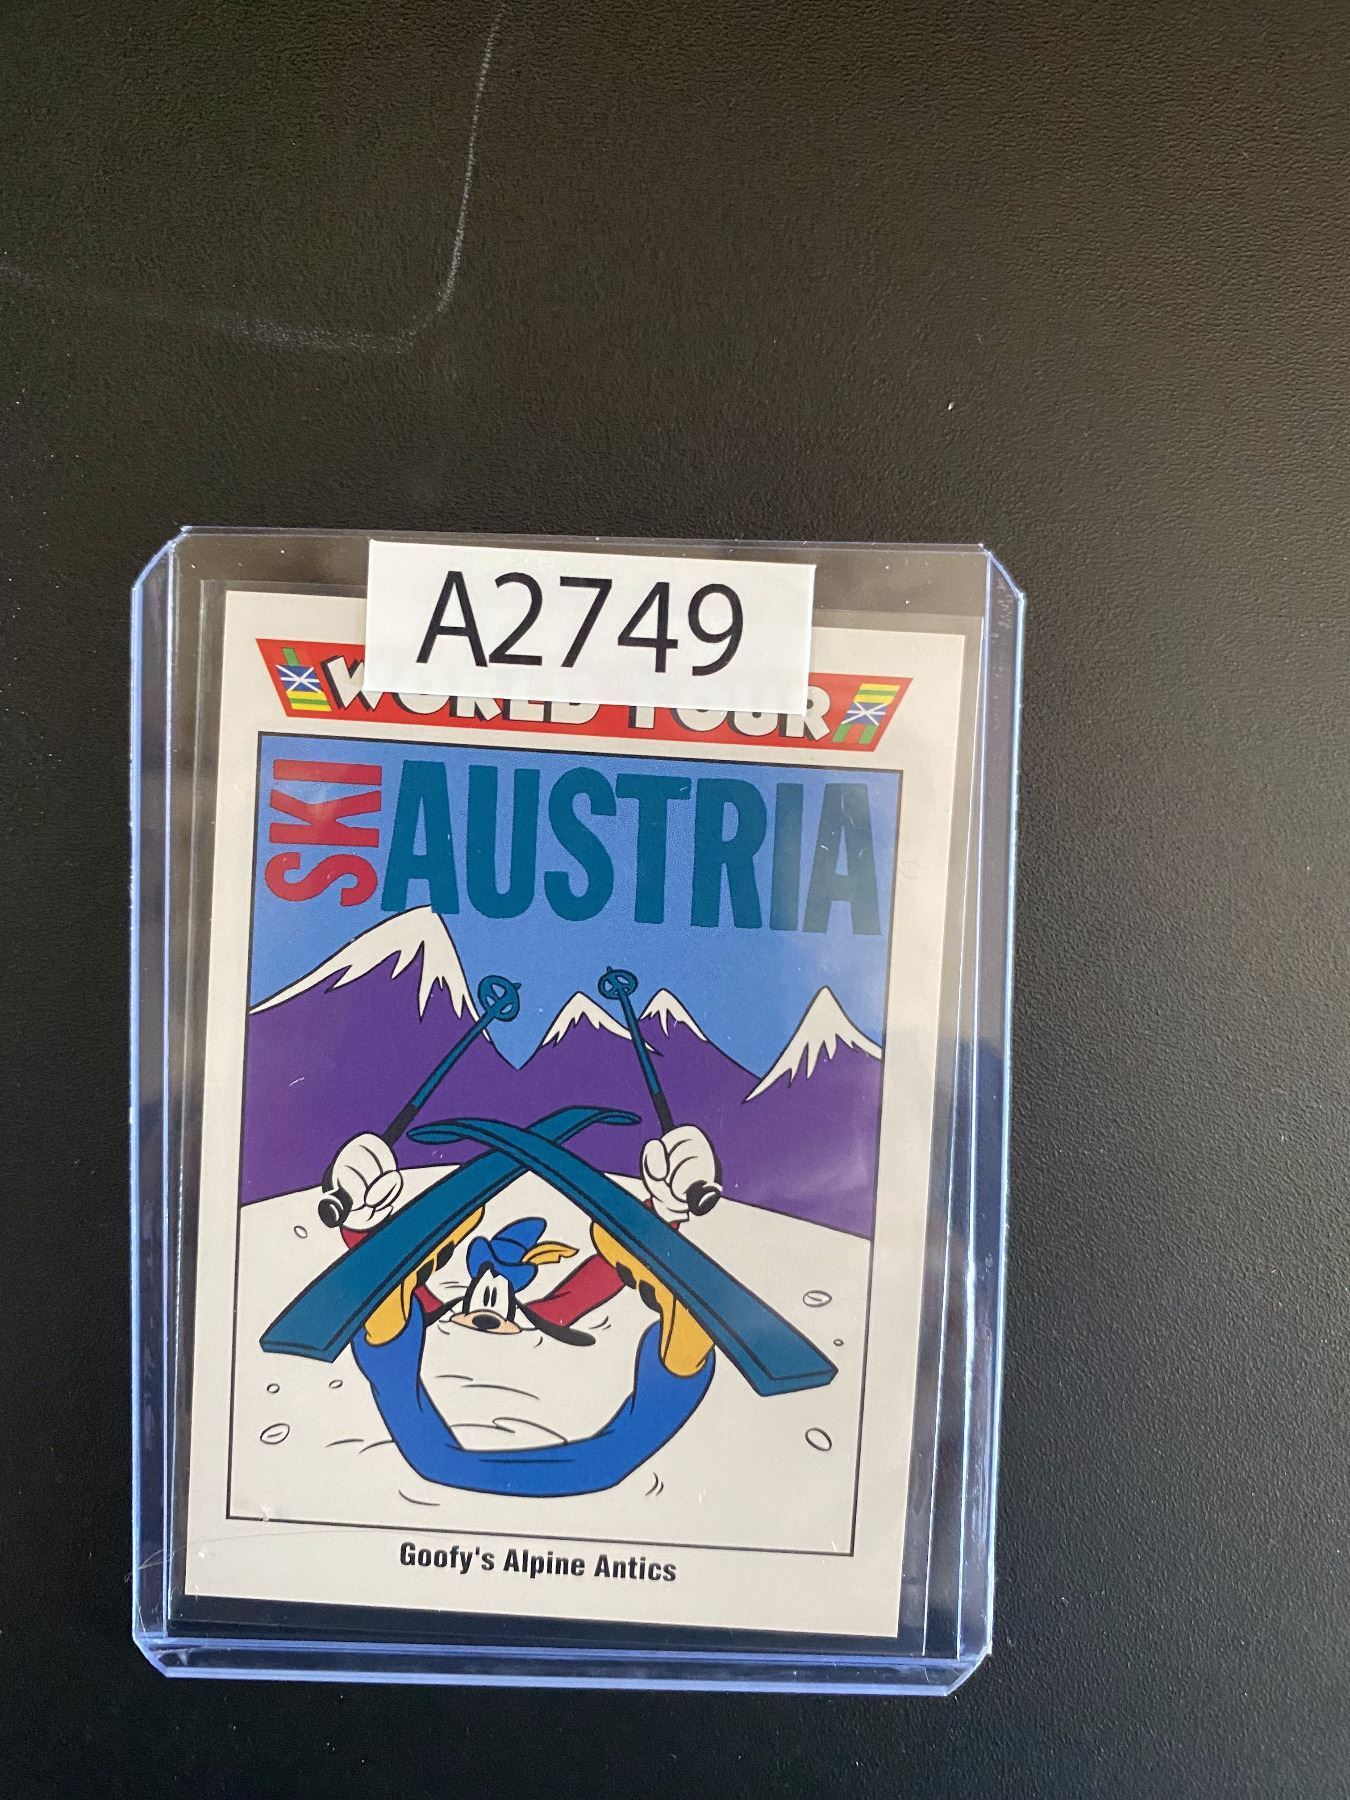 A2749
WORLD TOUR
SKI AUSTRIA
Goofy's Alpine Antics